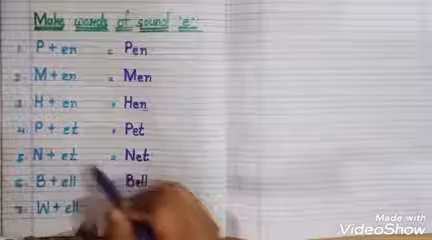 Make words of sound 'e'
1. P + en = Pen
2. M + en = Men
3. H + en = Hen
4. P + et = Pet
5. N + et = Net
6. B + ell = Bell
7. W + ell
Made with
VideoShow